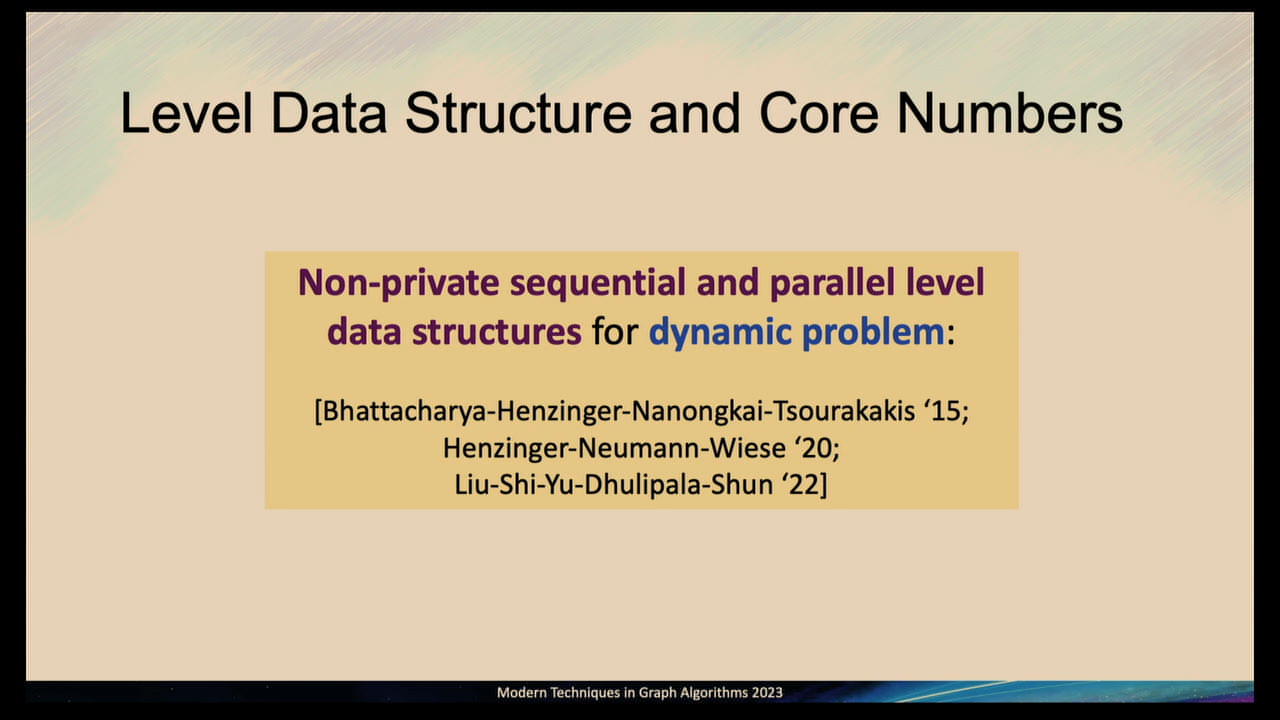 Level Data Structure and Core Numbers
Non-private sequential and parallel level
data structures for dynamic problem:
[Bhattacharya-Henzinger-Nanongkai-Tsourakakis ‘15;
Henzinger-Neumann-Wiese ‘20;
Liu-Shi-Yu-Dhulipala-Shun ‘22]
Modern Techniques in Graph Algorithms 2023